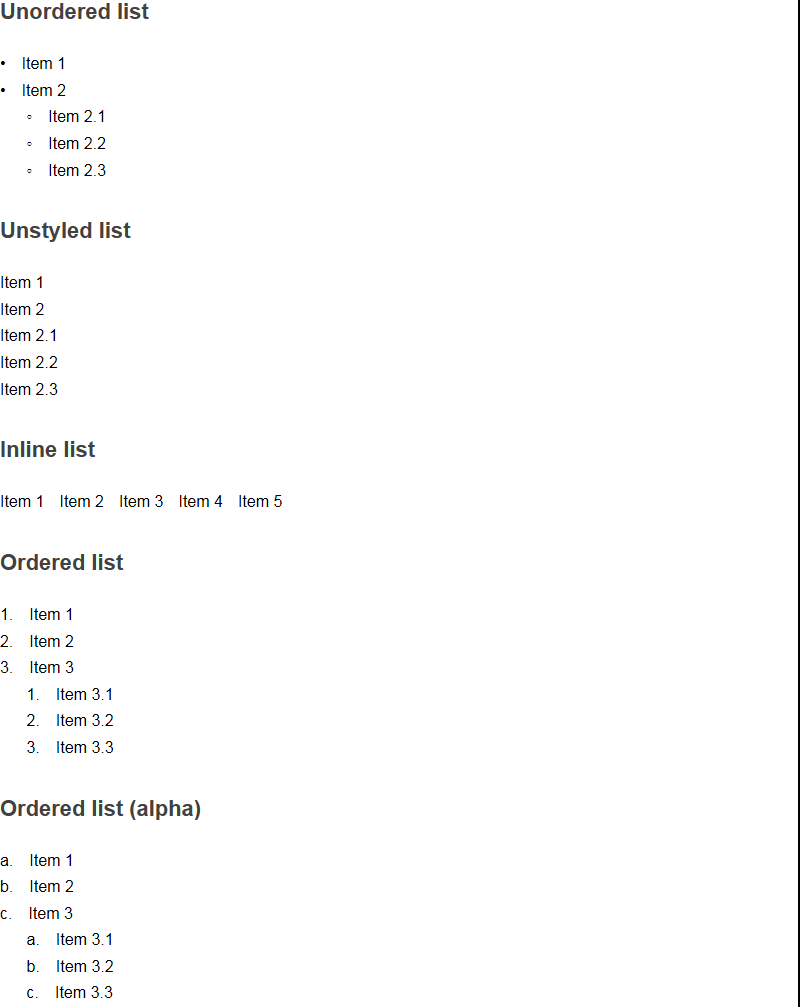 Unordered list
• Item 1
• Item 2
◦ Item 2.1
◦ Item 2.2
◦ Item 2.3
Unstyled list
Item 1
Item 2
Item 2.1
Item 2.2
Item 2.3
Inline list
Item 1 Item 2 Item 3 Item 4 Item 5
Ordered list
1. Item 1
2. Item 2
3. Item 3
1. Item 3.1
2. Item 3.2
3. Item 3.3
Ordered list (alpha)
a. Item 1
b. Item 2
c. Item 3
a. Item 3.1
b. Item 3.2
c. Item 3.3